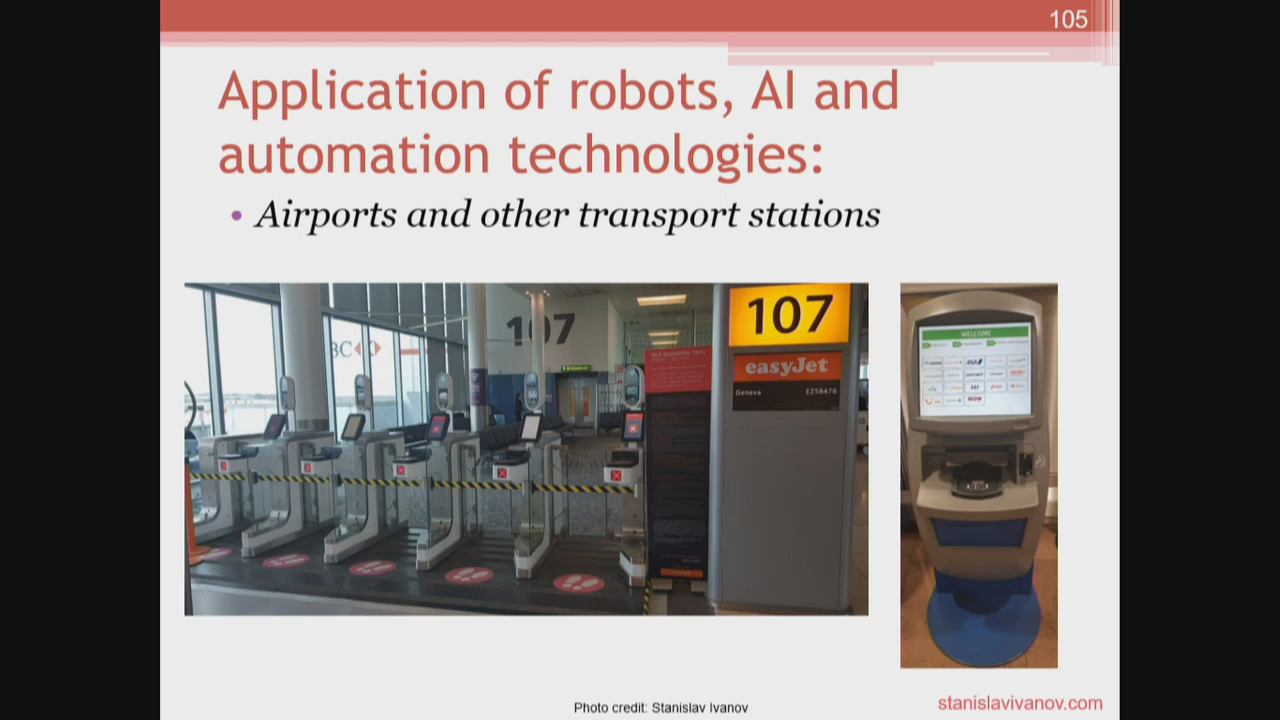 105
Application of robots, AI and
automation technologies:
• Airports and other transport stations
107
107
easyJet
Geneva EZS8476
WELCOME
Photo credit: Stanislav Ivanov
stanislavivanov.com